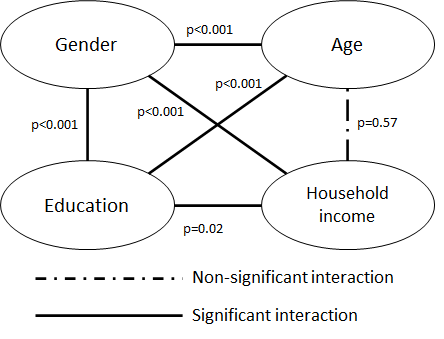 Gender
p<0.001
Age
p<0.001
p<0.001
p<0.001
p=0.57
Education
p=0.02
Household
income
Non-significant interaction
Significant interaction